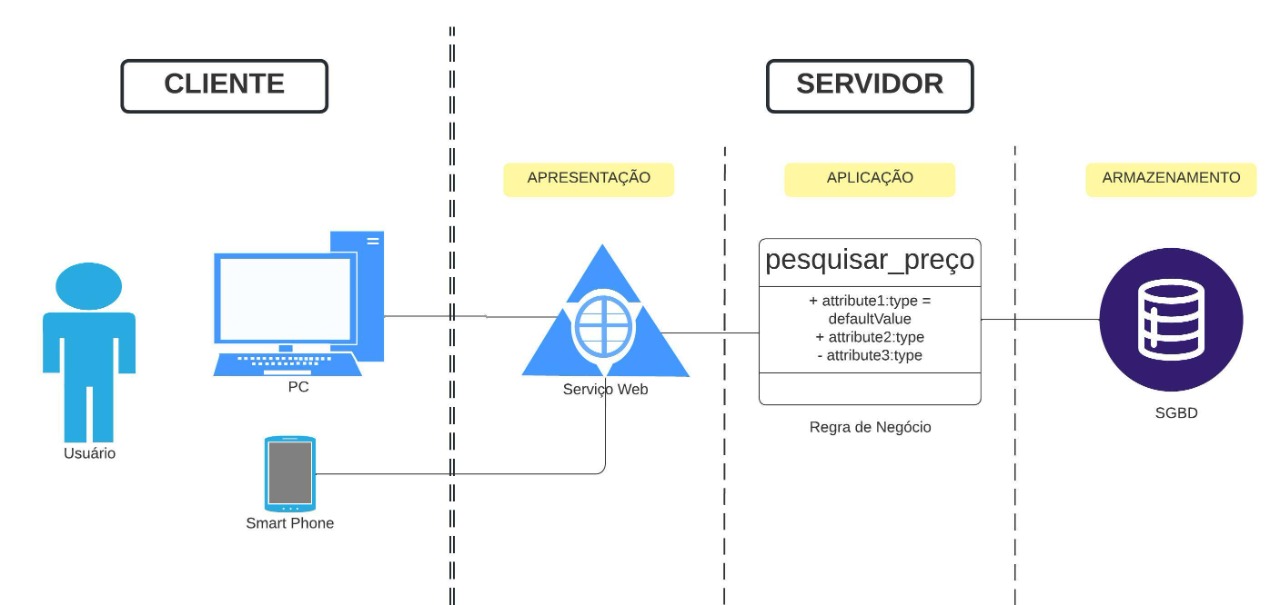 CLIENTE
SERVIDOR
APRESENTAÇÃO
APLICAÇÃO
ARMAZENAMENTO
pesquisar_preço
+ attribute1:type =
defaultValue
+ attribute2:type
- attribute3:type
PC
Serviço Web
Regra de Negócio
SGBD
Usuário
Smart Phone